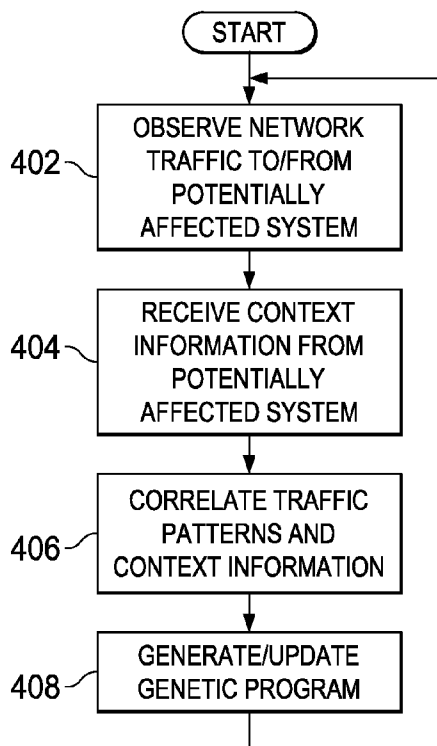 START
402
OBSERVE NETWORK
TRAFFIC TO/FROM
POTENTIALLY
AFFECTED SYSTEM
404
RECEIVE CONTEXT
INFORMATION FROM
POTENTIALLY
AFFECTED SYSTEM
406
CORRELATE TRAFFIC
PATTERNS AND
CONTEXT INFORMATION
408
GENERATE/UPDATE
GENETIC PROGRAM